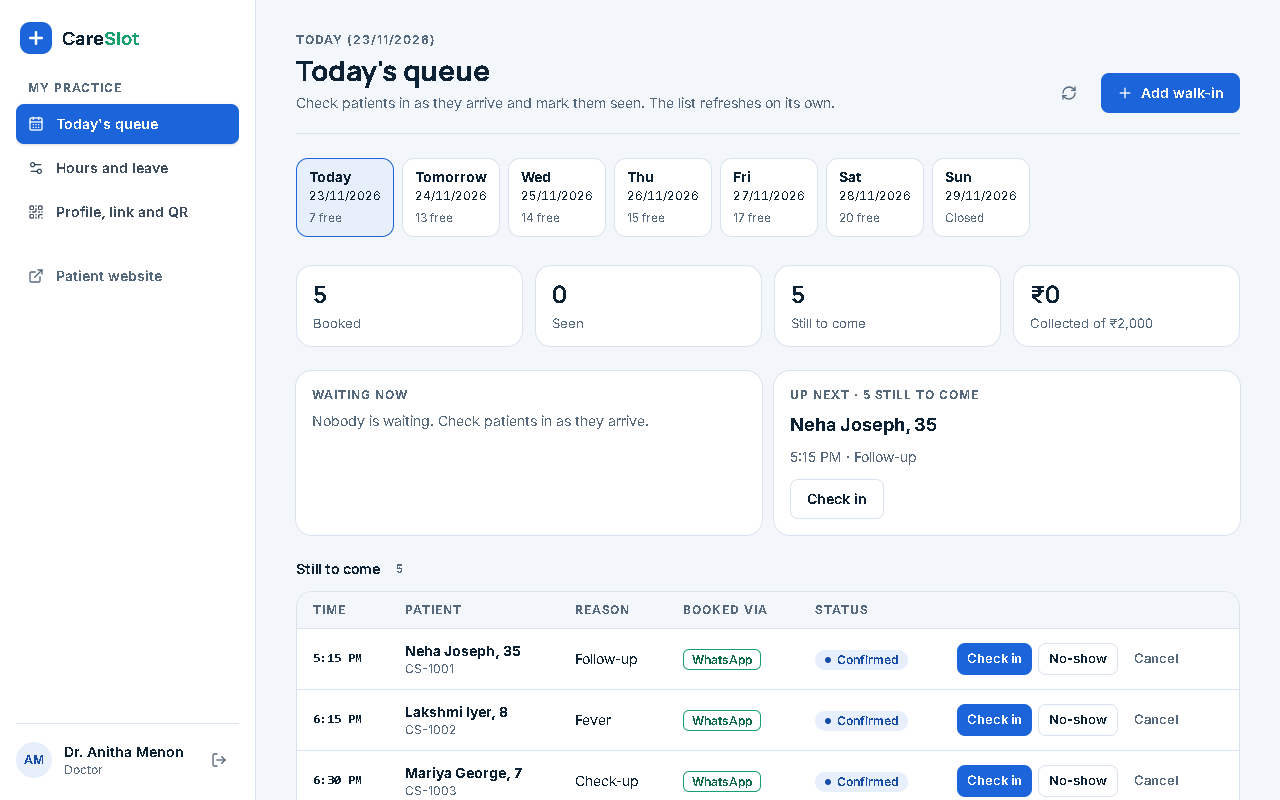 CareSlot
MY PRACTICE
Today's queue
Hours and leave
Profile, link and QR
Patient website
AM
Dr. Anitha Menon
Doctor
TODAY (23/11/2026)
Today's queue
Check patients in as they arrive and mark them seen. The list refreshes on its own.
Add walk-in
Today
23/11/2026
7 free
Tomorrow
24/11/2026
13 free
Wed
25/11/2026
14 free
Thu
26/11/2026
15 free
Fri
27/11/2026
17 free
Sat
28/11/2026
20 free
Sun
29/11/2026
Closed
5
Booked
0
Seen
5
Still to come
₹0
Collected of ₹2,000
WAITING NOW
Nobody is waiting. Check patients in as they arrive.
UP NEXT · 5 STILL TO COME
Neha Joseph, 35
5:15 PM · Follow-up
Check in
Still to come 5
TIME PATIENT REASON BOOKED VIA STATUS
5:15 PM Neha Joseph, 35 Follow-up WhatsApp Confirmed Check in No-show Cancel
CS-1001
6:15 PM Lakshmi Iyer, 8 Fever WhatsApp Confirmed Check in No-show Cancel
CS-1002
6:30 PM Mariya George, 7 Check-up WhatsApp Confirmed Check in No-show Cancel
CS-1003